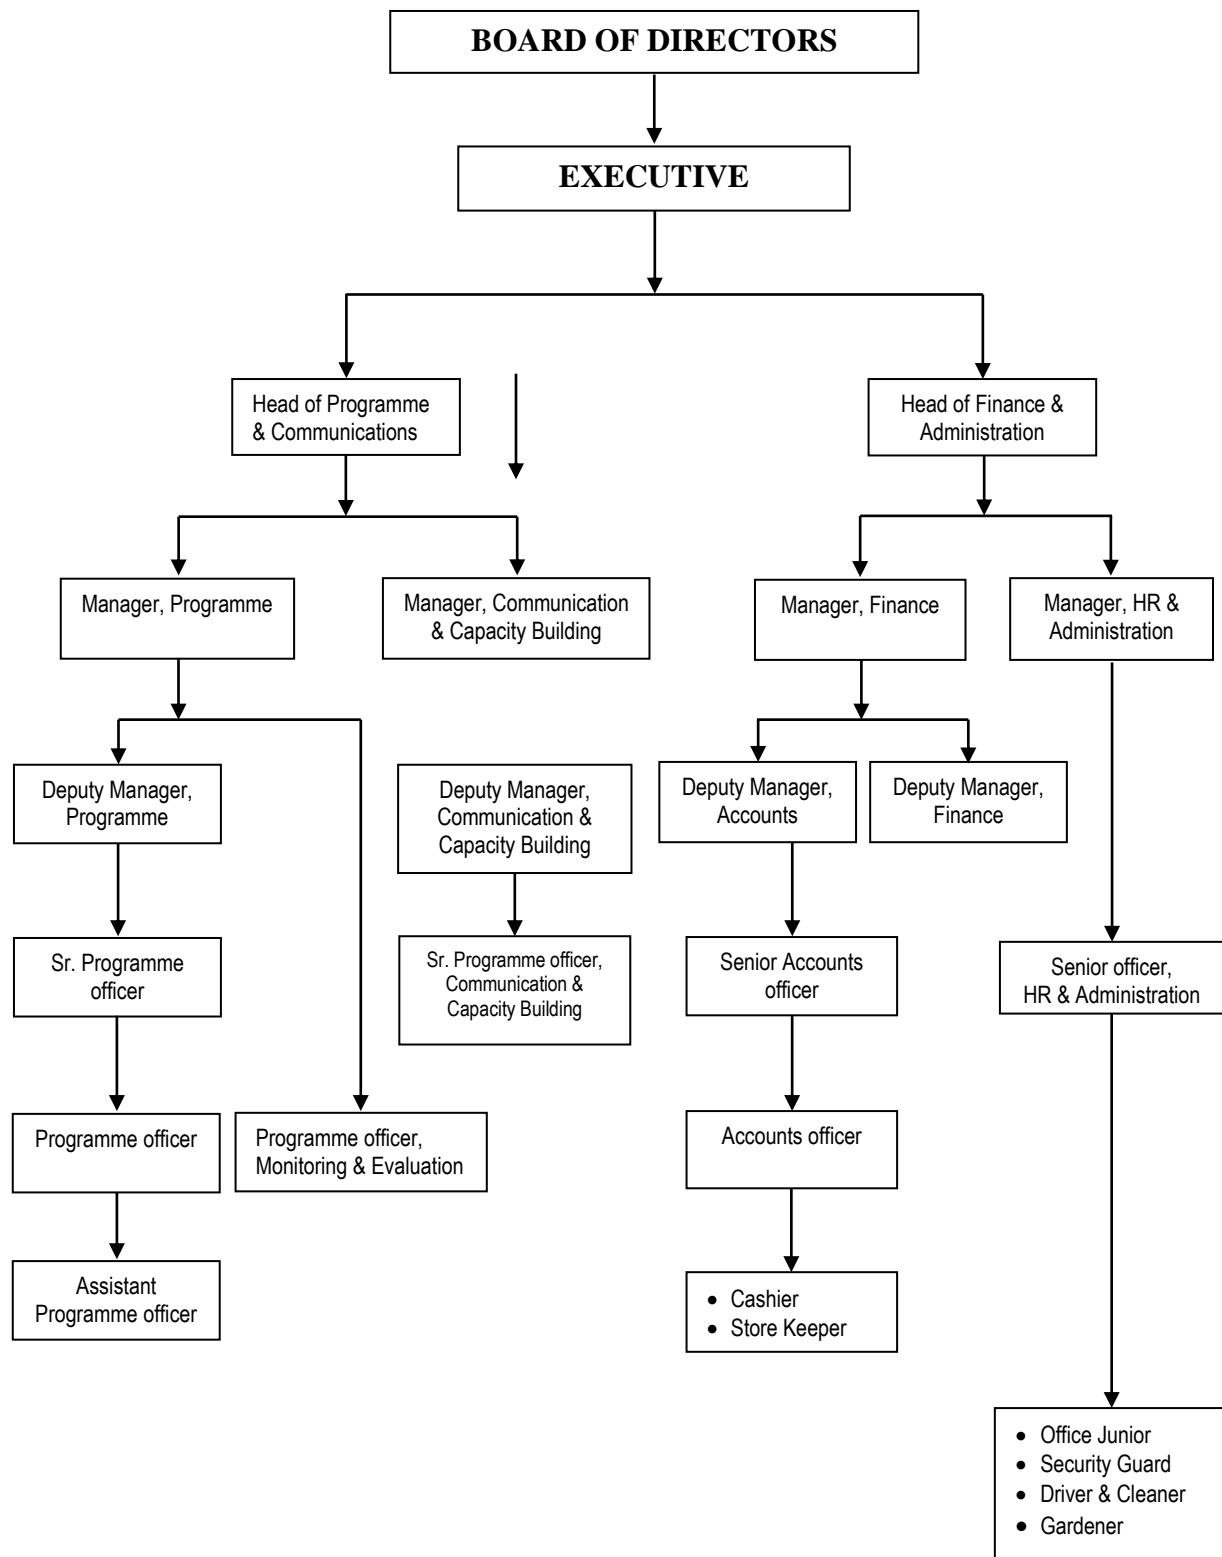 BOARD OF DIRECTORS
EXECUTIVE
Head of Programme
& Communications
Head of Finance &
Administration
Manager, Programme
Manager, Communication
& Capacity Building
Manager, Finance
Manager, HR &
Administration
Deputy Manager,
Programme
Deputy Manager,
Communication &
Capacity Building
Deputy Manager,
Accounts
Deputy Manager,
Finance
Sr. Programme
officer
Sr. Programme officer,
Communication &
Capacity Building
Senior Accounts
officer
Senior officer,
HR & Administration
Programme officer
Programme officer,
Monitoring & Evaluation
Accounts officer
Assistant
Programme officer
• Cashier
• Store Keeper
• Office Junior
• Security Guard
• Driver & Cleaner
• Gardener